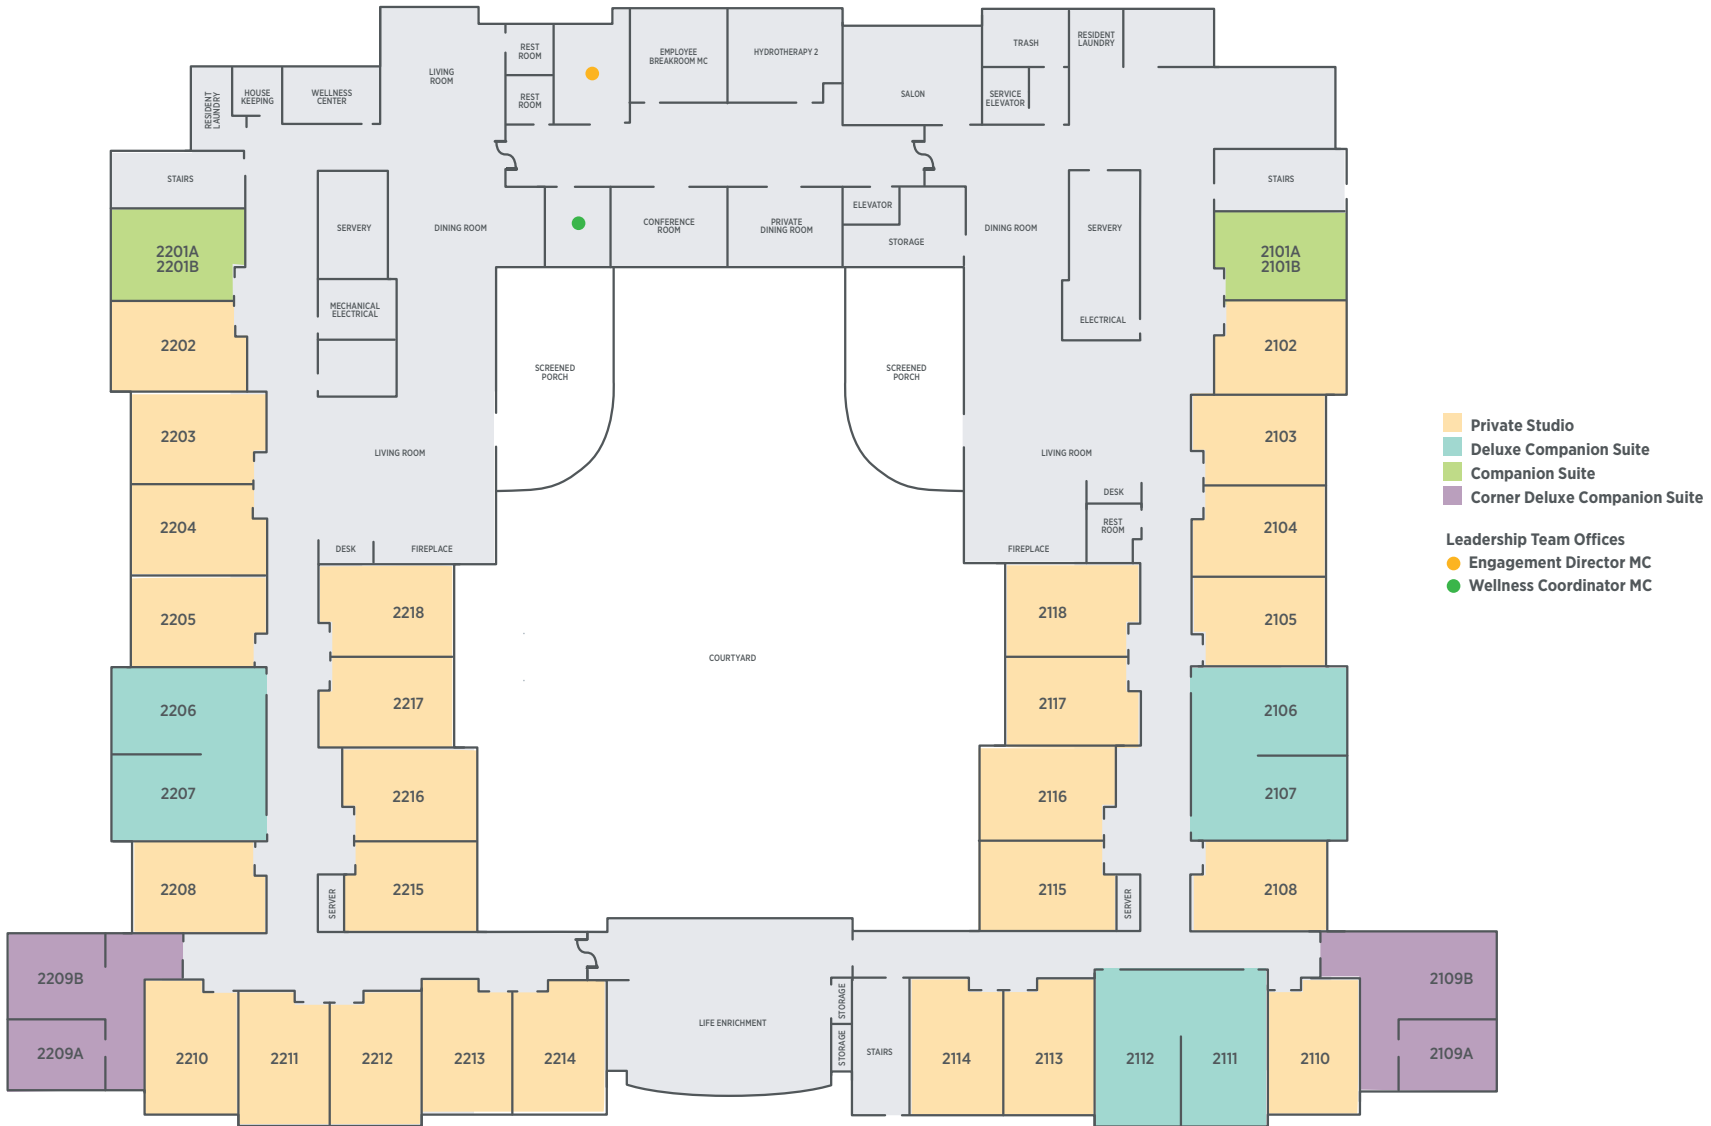 LIVING
ROOM
REST
ROOM
REST
ROOM
EMPLOYEE
BREAKROOM MC
HYDROTHERAPY 2
SALON
TRASH
RESIDENT
LAUNDRY
SERVICE
ELEVATOR
RESIDENT
LAUNDRY
HOUSE
KEEPING
WELLNESS
CENTER
STAIRS
SERVERY
DINING ROOM
CONFERENCE
ROOM
PRIVATE
DINING ROOM
ELEVATOR
STORAGE
DINING ROOM
SERVERY
STAIRS
2201A
2201B
2101A
2101B
MECHANICAL
ELECTRICAL
ELECTRICAL
2202
2102
SCREENED
PORCH
SCREENED
PORCH
2203
2103
LIVING ROOM
LIVING ROOM
2204
2104
DESK
FIREPLACE
FIREPLACE
DESK
REST
ROOM
2205
2218
2118
2105
COURTYARD
2206
2217
2117
2106
2207
2216
2116
2107
2208
SERVER
2215
2115
SERVER
2108
2209B
2209A
2210
2211
2212
2213
2214
LIFE ENRICHMENT
STORAGE
STORAGE
STAIRS
2114
2113
2112
2111
2110
2109B
2109A
Private Studio
Deluxe Companion Suite
Companion Suite
Corner Deluxe Companion Suite
Leadership Team Offices
Engagement Director MC
Wellness Coordinator MC